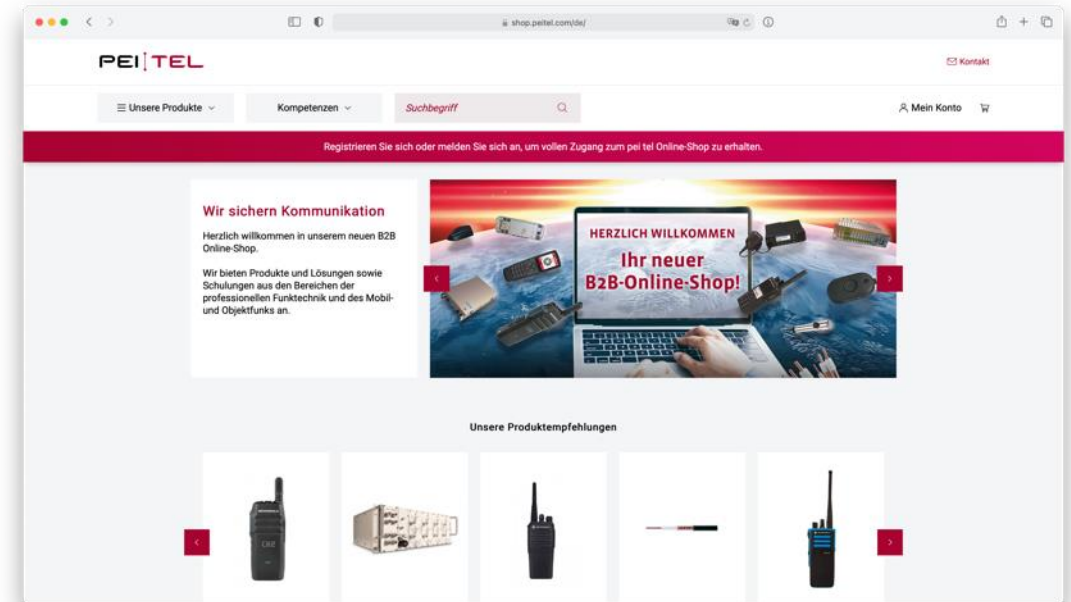 shop.peitel.com/de/
PEI TEL
Kontakt
Unsere Produkte
Kompetenzen
Suchbegriff
Mein Konto
Registrieren Sie sich oder melden Sie sich an, um vollen Zugang zum pei tel Online-Shop zu erhalten.
Wir sichern Kommunikation
Herzlich willkommen in unserem neuen B2B
Online-Shop.
Wir bieten Produkte und Lösungen sowie
Schulungen aus den Bereichen der
professionellen Funktechnik und des Mobil-
und Objektfunks an.
HERZLICH WILLKOMMEN
Ihr neuer
B2B-Online-Shop!
Unsere Produktempfehlungen